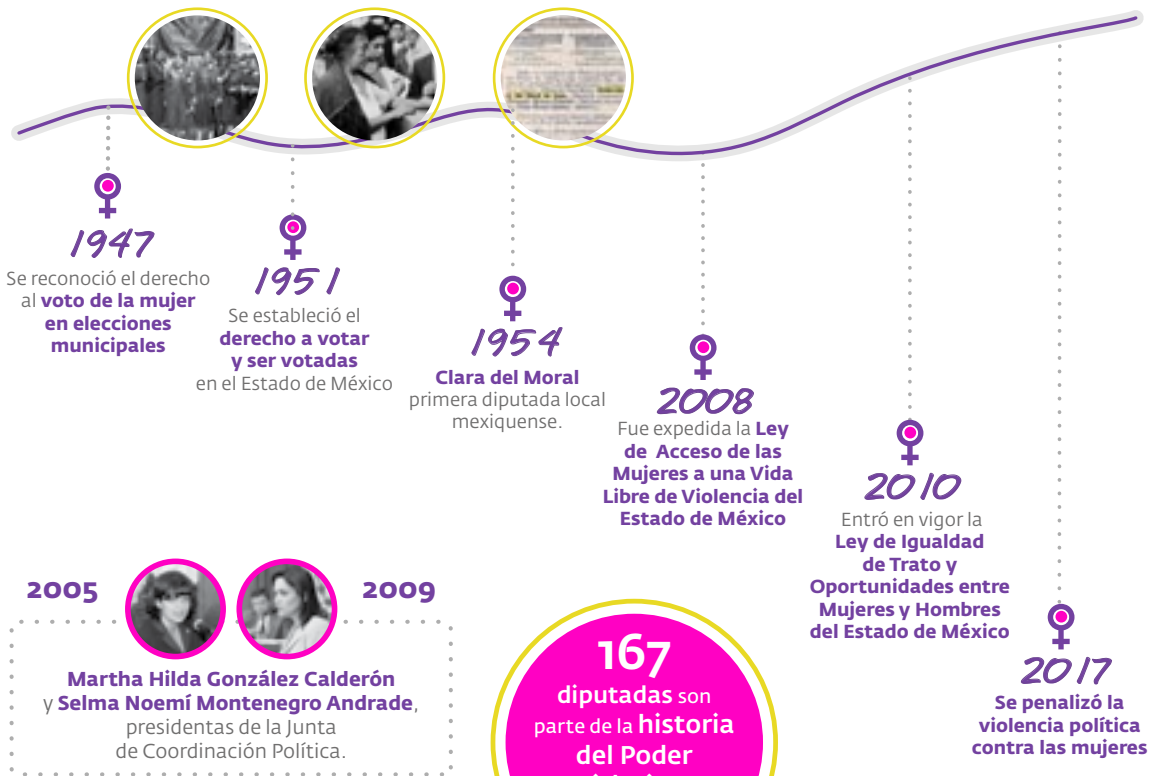 1947
Se reconoció el derecho
al voto de la mujer
en elecciones
municipales
1951
Se estableció el
derecho a votar
y ser votadas
en el Estado de México
1954
Clara del Moral
primera diputada local
mexiquense.
2008
Fue expedida la Ley
de Acceso de las
Mujeres a una Vida
Libre de Violencia del
Estado de México
2010
Entró en vigor la
Ley de Igualdad
de Trato y
Oportunidades entre
Mujeres y Hombres
del Estado de México
2017
Se penalizó la
violencia política
contra las mujeres
2005
2009
Martha Hilda González Calderón
y Selma Noemí Montenegro Andrade,
presidentas de la Junta
de Coordinación Política.
167
diputadas son
parte de la historia
del Poder